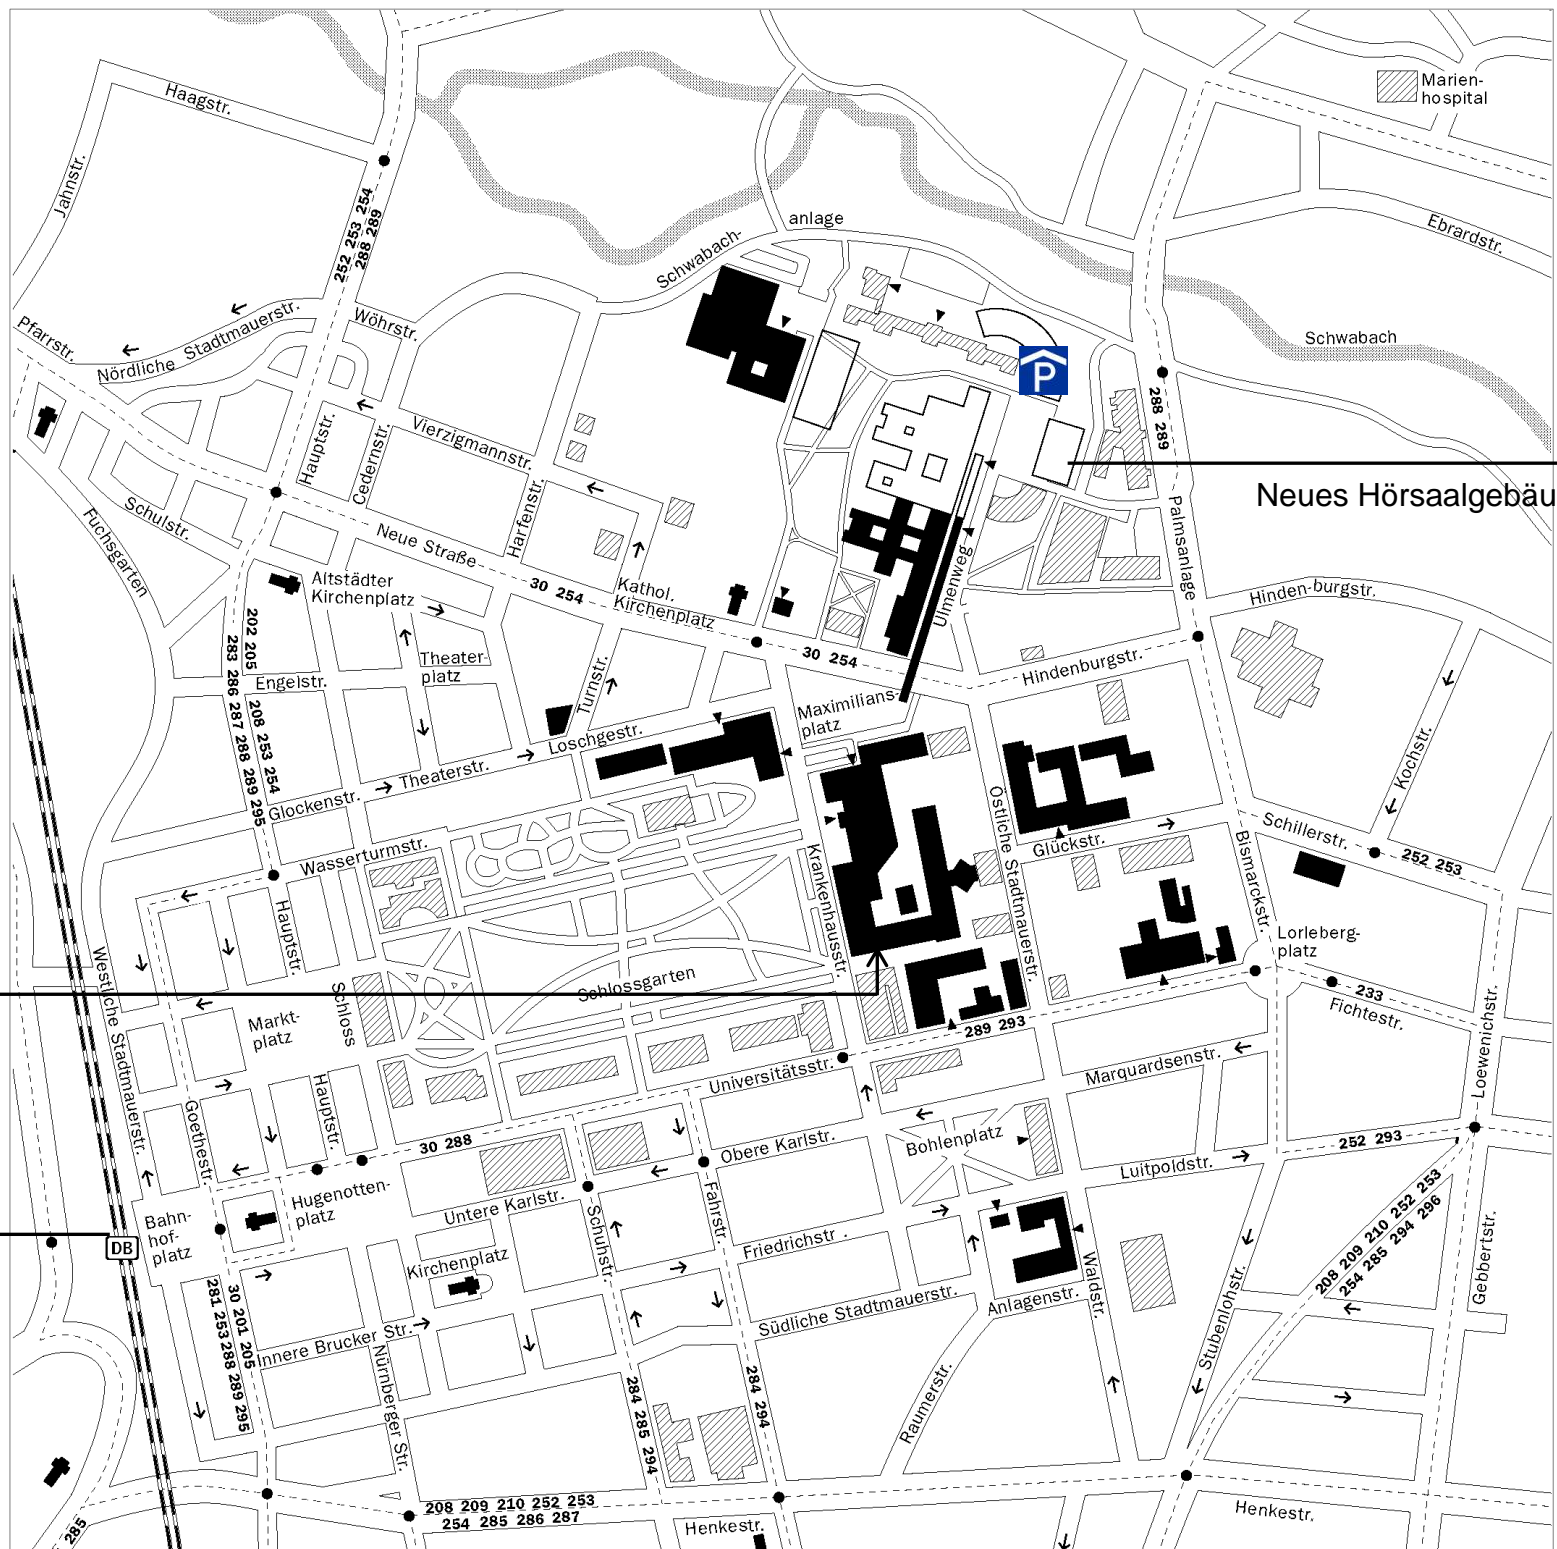 Marien-
hospital
Haagstr.
Jahnstr.
252 253 254
288 289
anlage
Schwabach-
Ebrardstr.
Schwabach
Pfarrstr.
Nördliche Stadtmauerstr.
Wöhrstr.
P
288 289
Hauptstr.
Cedernstr.
Vierzigmannstr.
Harfenstr.
Neues Hörsaalgebäu
Schulstr.
Fuchsgarten
Neue Straße
30 254
Palmsanlage
Ulmenweg
Altstädter
Kirchenplatz
Kathol.
Kirchenplatz
Hinden-burgstr.
202 205
208 253 254
283 286 287 288 289 295
Engelstr.
Theater-
platz
Turnstr.
30 254
Hindenburgstr.
Maximilians-
platz
Loschgestr.
Theaterstr.
Glockenstr.
Kochstr.
Östliche Stadtmauerstr.
Glückstr.
Schillerstr.
252 253
Bismarckstr.
Wasserturmstr.
Krankenhausstr.
Hauptstr.
Lorleberg-
platz
Westliche Stadtmauerstr.
Schloss
Schlossgarten
233
Fichtestr.
Markt-
platz
289 293
Loewenichstr.
Universitätsstr.
Marquardsenstr.
Hauptstr.
Goethestr.
30 288
Obere Karlstr.
Bohlenplatz
252 293
Luitpoldstr.
Hugenotten-
platz
Untere Karlstr.
Fahrstr.
Schuhstr.
Bahn-
hof-
platz
DB
Kirchenplatz
Friedrichstr.
208 209 210 252 253
254 285 294 296
Gebbertstr.
Waldstr.
Anlagenstr.
Südliche Stadtmauerstr.
Stubenlohstr.
30 201 205
281 253 288 289 295
Innere Brucker Str.
Nürnberger Str.
284 285 294
284 294
Raumerstr.
208 209 210 252 253
254 285 286 287
Henkestr.
Henkestr.
285